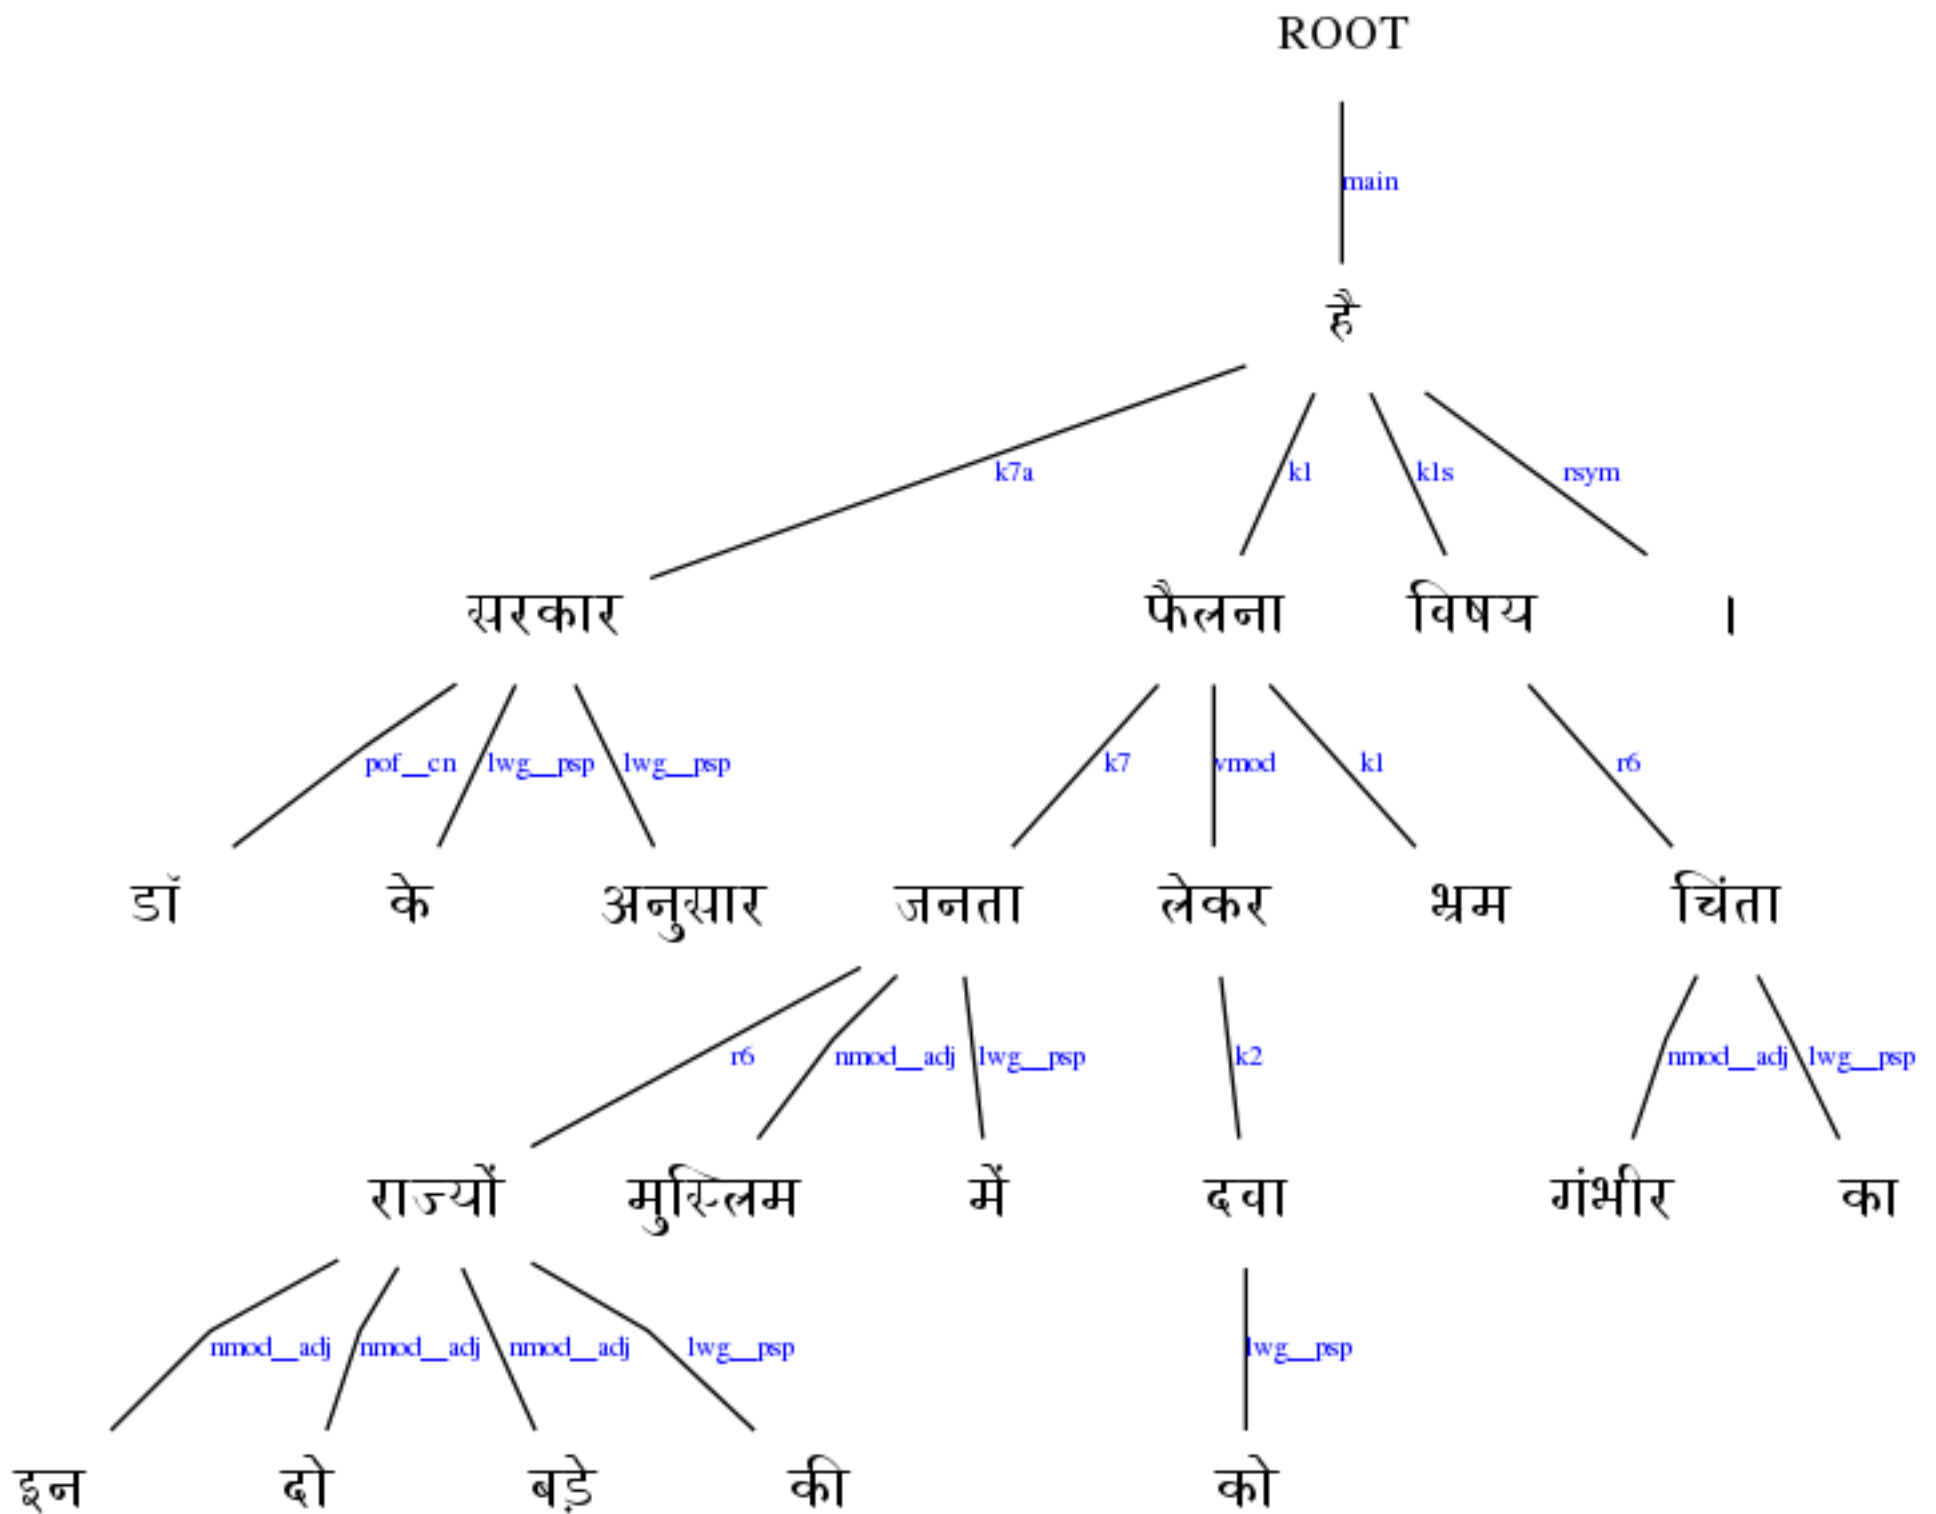 ROOT
main
है
k7a k1 k1s rsym
सरकार फैलना विषय ।
pof__cn lwg__psp lwg__psp k7 vmod k1 r6
डॉ के अनुसार जनता लेकर भ्रम चिंता
r6 nmod__adj lwg__psp k2 nmod__adj lwg__psp
राज्यों मुस्लिम में दवा गंभीर का
nmod__adj nmod__adj nmod__adj lwg__psp lwg__psp
इन दो बड़े की को